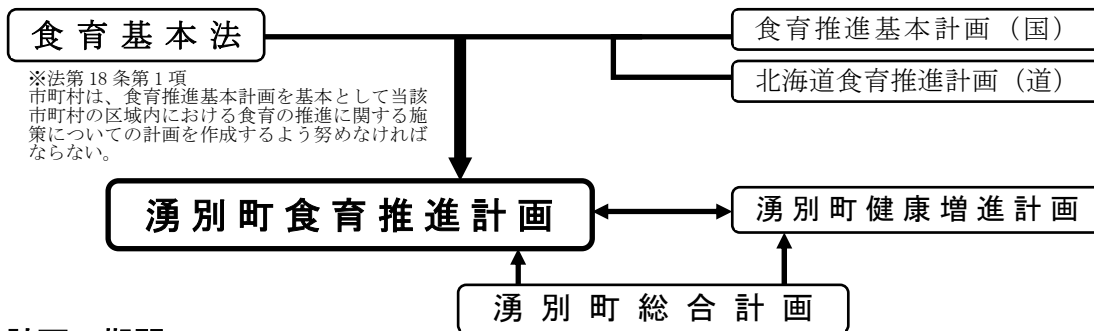 食育基本法
食育推進基本計画（国）
北海道食育推進計画（道）
※法第18条第1項
市町村は、食育推進基本計画を基本として当該
市町村の区域内における食育の推進に関する施
策についての計画を作成するよう努めなければ
ならない。
湧別町食育推進計画
湧別町健康増進計画
湧別町総合計画